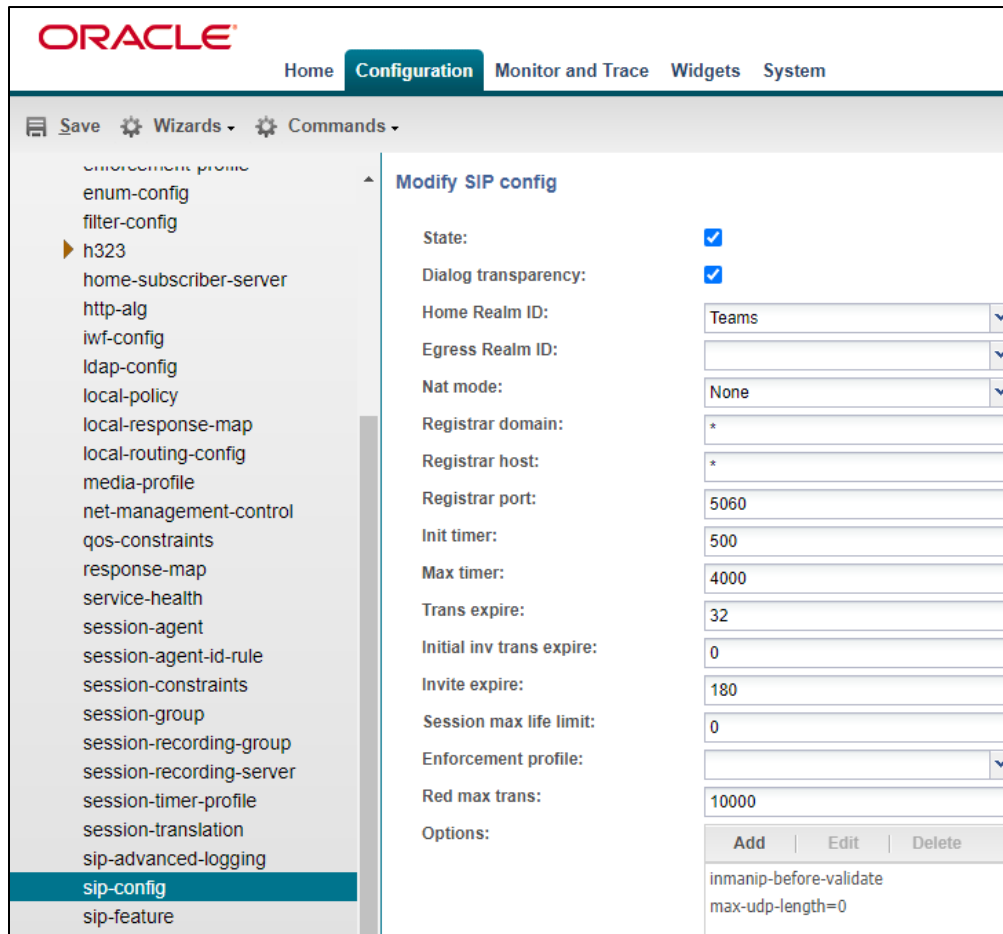 ORACLE
Home Configuration Monitor and Trace Widgets System
Save Wizards Commands
enforcement-profile
enum-config
filter-config
h323
home-subscriber-server
http-alg
iwf-config
ldap-config
local-policy
local-response-map
local-routing-config
media-profile
net-management-control
qos-constraints
response-map
service-health
session-agent
session-agent-id-rule
session-constraints
session-group
session-recording-group
session-recording-server
session-timer-profile
session-translation
sip-advanced-logging
sip-config
sip-feature
Modify SIP config
State:
Dialog transparency:
Home Realm ID: Teams
Egress Realm ID:
Nat mode: None
Registrar domain: *
Registrar host: *
Registrar port: 5060
Init timer: 500
Max timer: 4000
Trans expire: 32
Initial inv trans expire: 0
Invite expire: 180
Session max life limit: 0
Enforcement profile:
Red max trans: 10000
Options: Add Edit Delete
inmanip-before-validate
max-udp-length=0